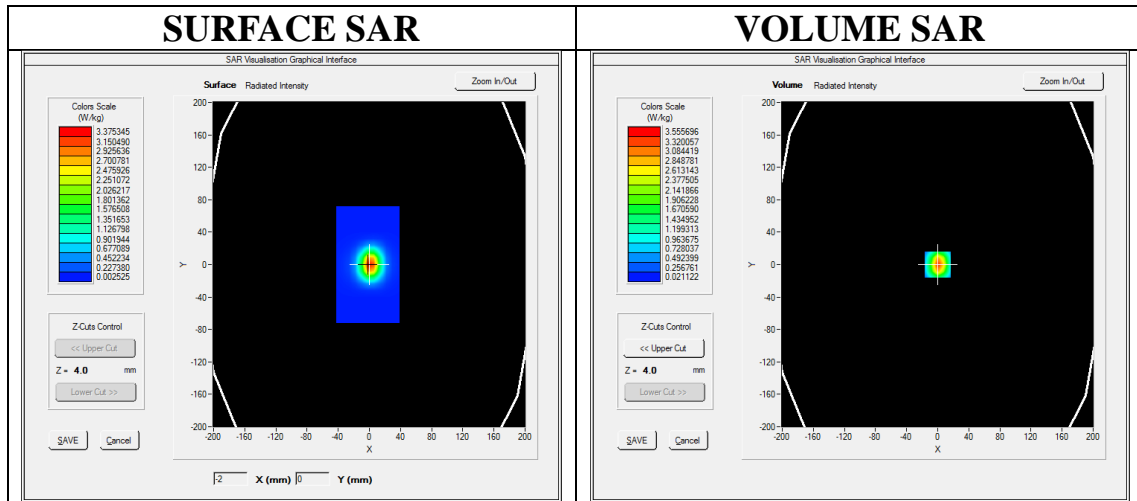 SURFACE SAR
VOLUME SAR
SAR Visualisation Graphical Interface
Surface Radiated Intensity
Zoom In/Out
Colors Scale
(W/kg)
3.375345
3.150490
2.925636
2.700781
2.475926
2.251072
2.026217
1.801362
1.576508
1.351653
1.126798
0.901944
0.677089
0.452234
0.227380
0.002525
Z-Cuts Control
<< Upper Cut
Z = 4.0 mm
Lower Cut >>
SAVE Cancel
200
160
120
80
40
0
-40
-80
-120
-160
-200
Y
-200 -160 -120 -80 -40 0 40 80 120 160 200
X
-2 X (mm) 0 Y (mm)
SAR Visualisation Graphical Interface
Volume Radiated Intensity
Zoom In/Out
Colors Scale
(W/kg)
3.555696
3.320057
3.084419
2.848781
2.613143
2.377505
2.141866
1.906228
1.670590
1.434952
1.199313
0.963675
0.728037
0.492399
0.256761
0.021122
Z-Cuts Control
<< Upper Cut
Z = 4.0 mm
Lower Cut >>
SAVE Cancel
200
160
120
80
40
0
-40
-80
-120
-160
-200
Y
-200 -160 -120 -80 -40 0 40 80 120 160 200
X